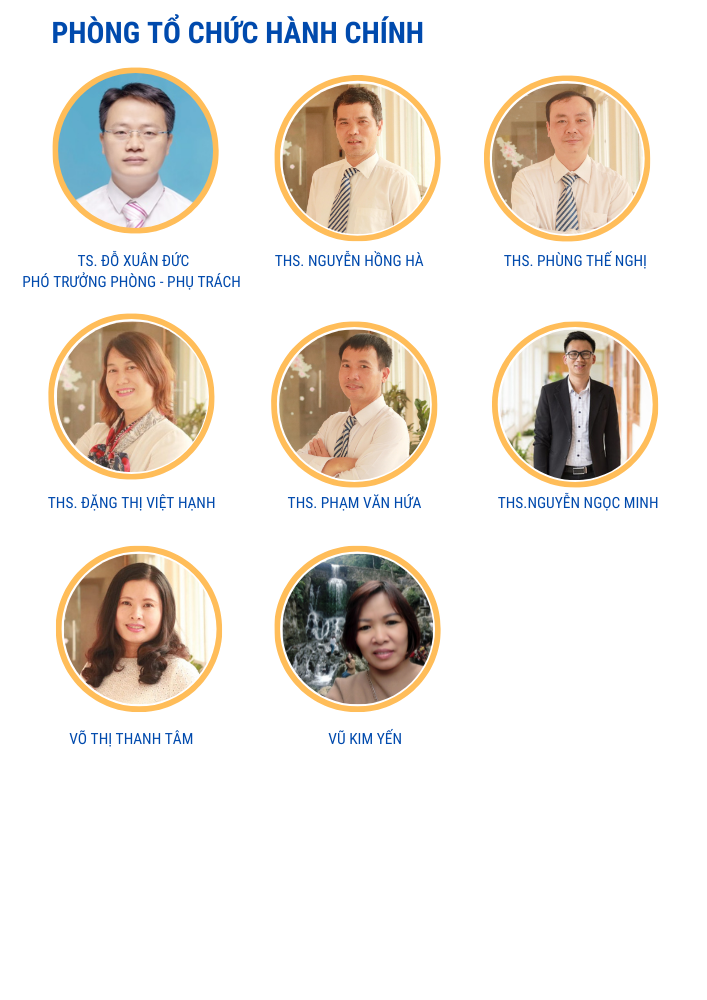 PHÒNG TỔ CHỨC HÀNH CHÍNH
TS. ĐỖ XUÂN ĐỨC
PHÓ TRƯỞNG PHÒNG - PHỤ TRÁCH
THS. NGUYỄN HỒNG HÀ
THS. PHÙNG THẾ NGHỊ
THS. ĐẶNG THỊ VIỆT HẠNH
THS. PHẠM VĂN HỨA
THS.NGUYỄN NGỌC MINH
VÕ THỊ THANH TÂM
VŨ KIM YẾN